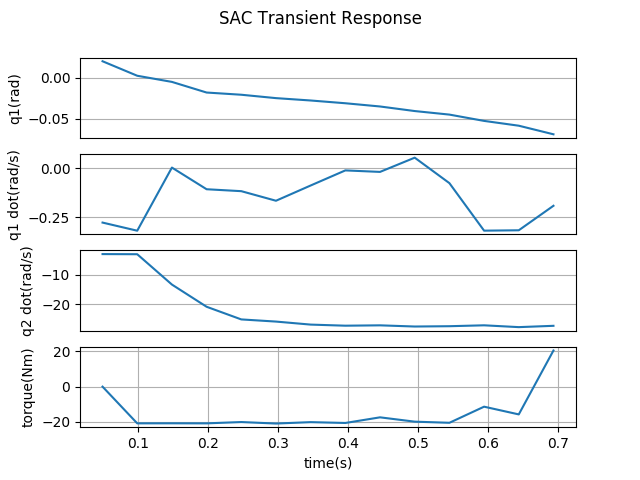 SAC Transient Response
q1(rad)
0.00
−0.05
q1 dot(rad/s)
0.00
−0.25
q2 dot(rad/s)
−10
−20
torque(Nm)
20
0
−20
0.1 0.2 0.3 0.4 0.5 0.6 0.7
time(s)